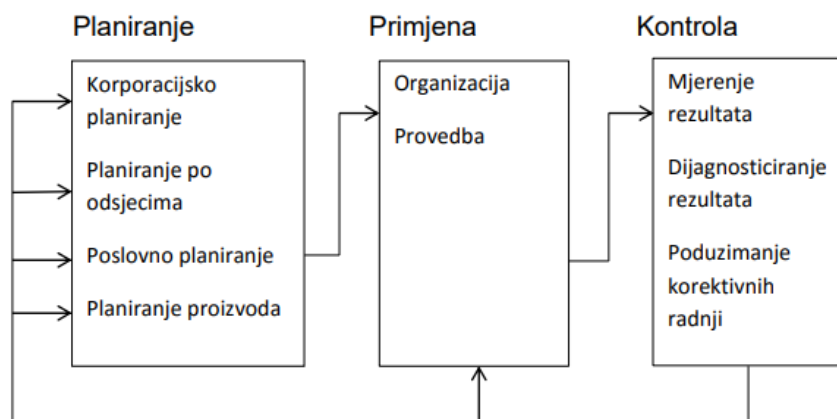 Planiranje
Primjena
Kontrola
Korporacijsko
planiranje
Planiranje po
odsjecima
Poslovno planiranje
Planiranje proizvoda
Organizacija
Provedba
Mjerenje
rezultata
Dijagnosticiranje
rezultata
Poduzimanje
korektivnih
radnji